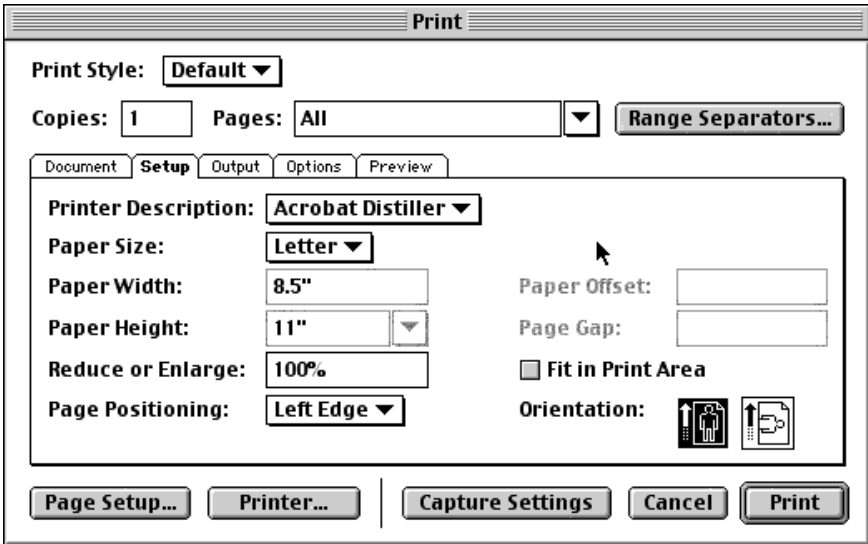 Print
Print Style: Default
Copies: 1 Pages: All Range Separators...
Document Setup Output Options Preview
Printer Description: Acrobat Distiller
Paper Size: Letter
Paper Width: 8.5" Paper Offset:
Paper Height: 11" Page Gap:
Reduce or Enlarge: 100% Fit in Print Area
Page Positioning: Left Edge Orientation:
Page Setup... Printer... Capture Settings Cancel Print